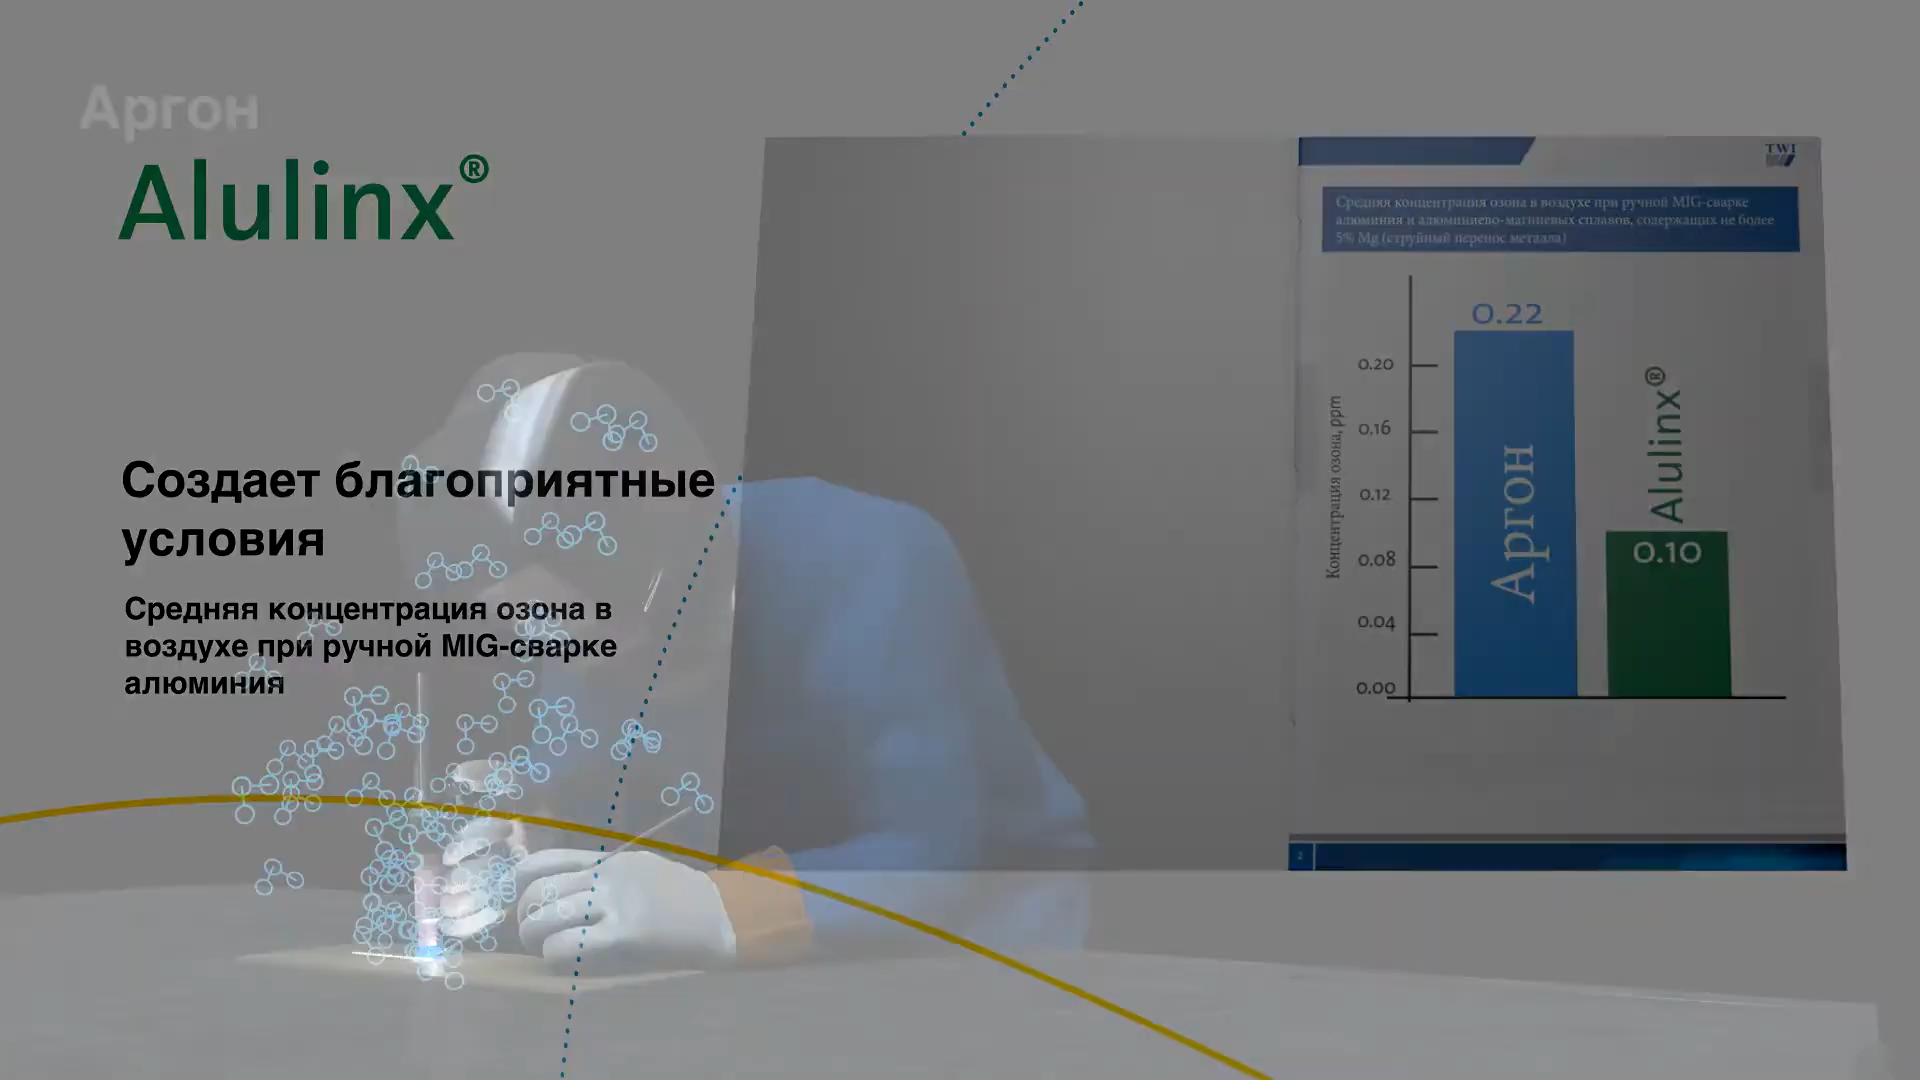 Аргон
Alulinx®
Создает благоприятные
условия
Средняя концентрация озона в
воздухе при ручной MIG-сварке
алюминия
TWI
Средняя концентрация озона в воздухе при ручной MIG-сварке
алюминия и алюминиево-магниевых сплавов, содержащих не более
5% Mg (струйный перенос металла)
Концентрация озона, ppm
0.20
0.16
0.12
0.08
0.04
0.00
0.22
Аргон
Alulinx®
0.10
2